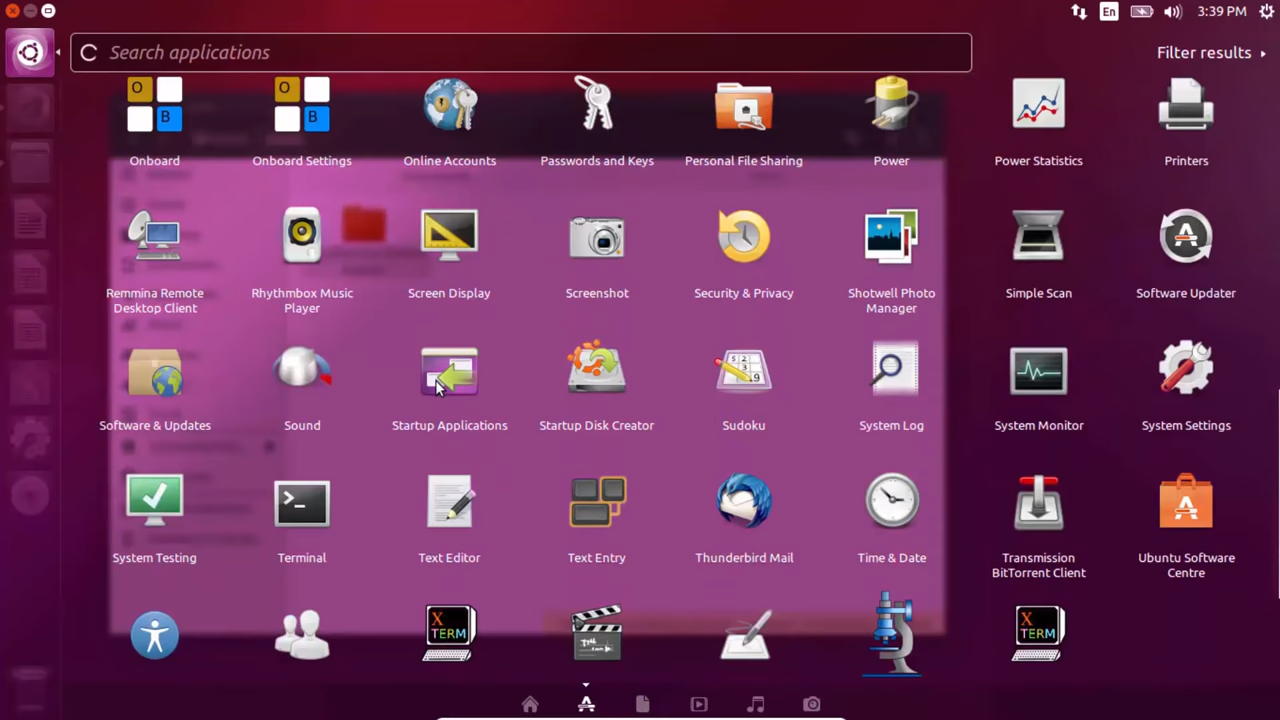 En
3:39 PM
Search applications
Filter results
O
B
O
B
Onboard
Onboard Settings
Online Accounts
Passwords and Keys
Personal File Sharing
Power
Power Statistics
Printers
Remmina Remote
Desktop Client
Rhythmbox Music
Player
Screen Display
Screenshot
Security & Privacy
Shotwell Photo
Manager
Simple Scan
Software Updater
Software & Updates
Sound
Startup Applications
Startup Disk Creator
Sudoku
System Log
System Monitor
System Settings
System Testing
Terminal
Text Editor
Text Entry
Thunderbird Mail
Time & Date
Transmission
BitTorrent Client
Ubuntu Software
Centre
X
TERM
X
TERM